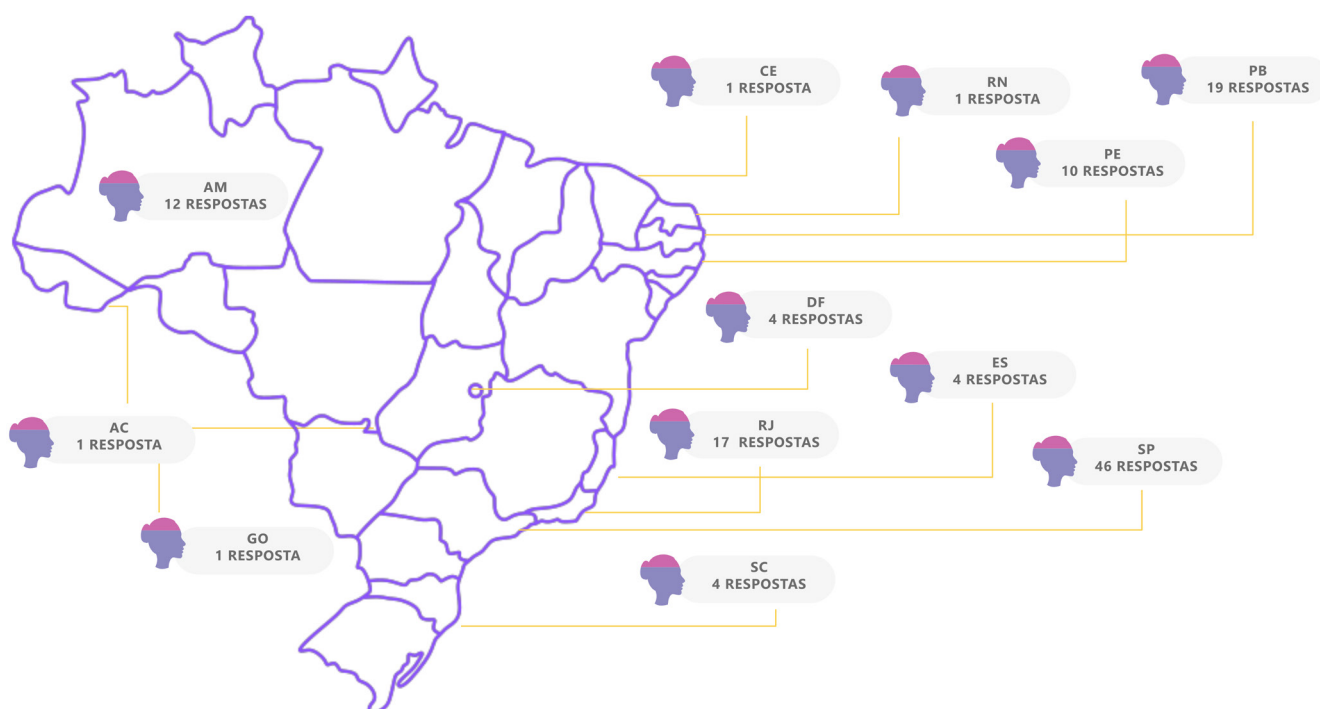 CE
1 RESPOSTA
RN
1 RESPOSTA
PB
19 RESPOSTAS
PE
10 RESPOSTAS
AM
12 RESPOSTAS
DF
4 RESPOSTAS
ES
4 RESPOSTAS
AC
1 RESPOSTA
RJ
17 RESPOSTAS
SP
46 RESPOSTAS
GO
1 RESPOSTA
SC
4 RESPOSTAS